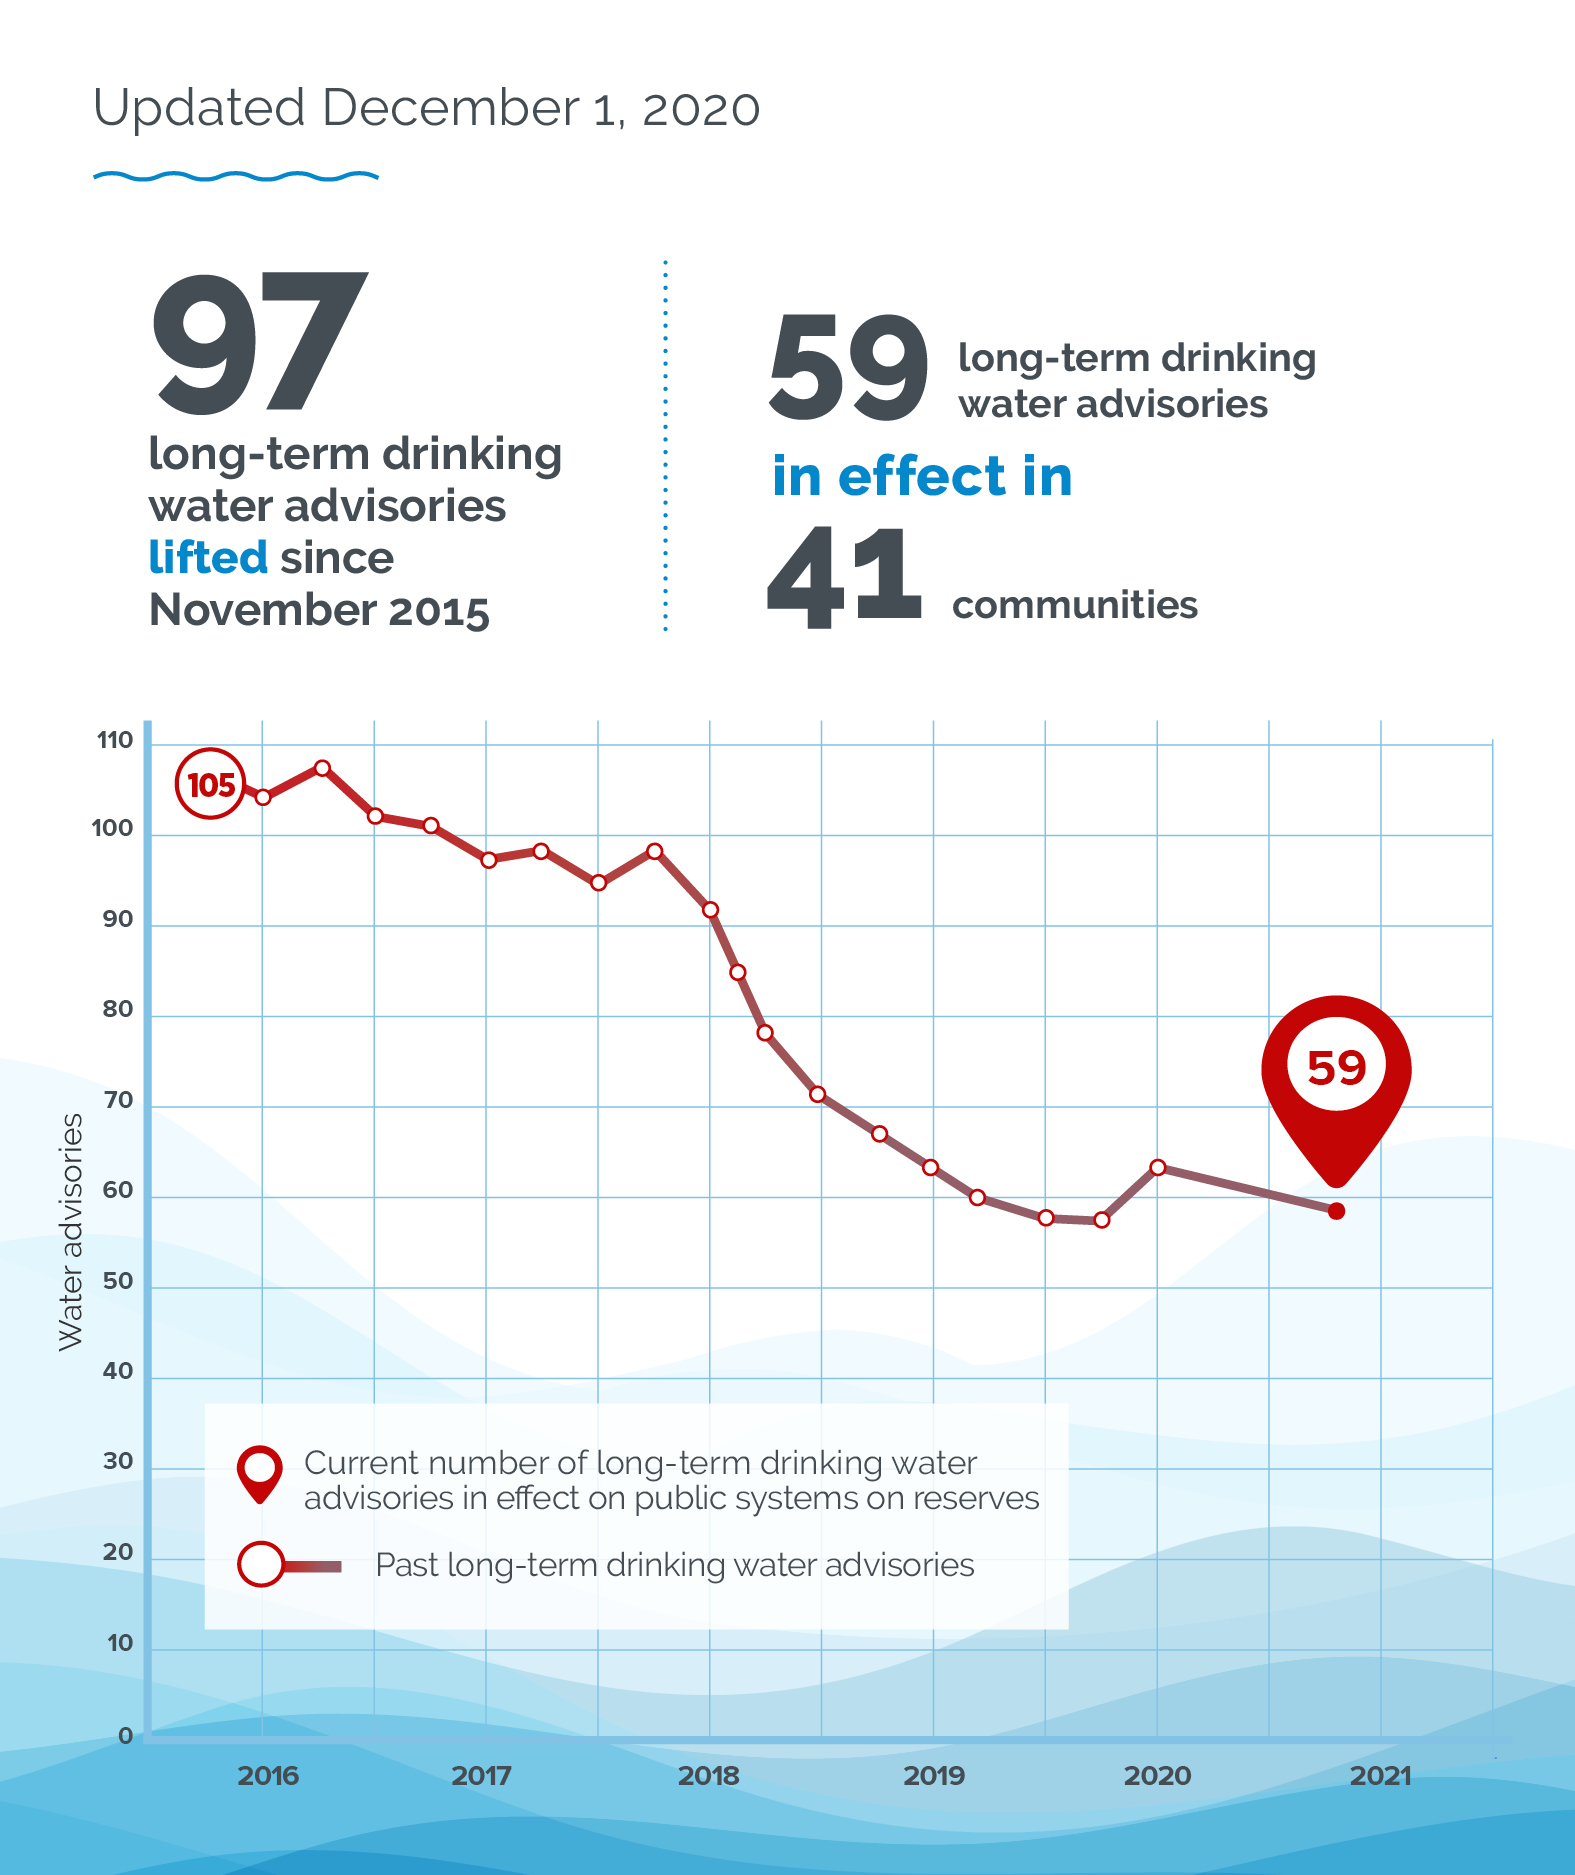 Updated December 1, 2020
97
long-term drinking
water advisories
lifted since
November 2015
59 long-term drinking
water advisories
in effect in
41 communities
Water advisories
110
100
90
80
70
60
50
40
30
20
10
0
105
59
Current number of long-term drinking water
advisories in effect on public systems on reserves
Past long-term drinking water advisories
2016 2017 2018 2019 2020 2021